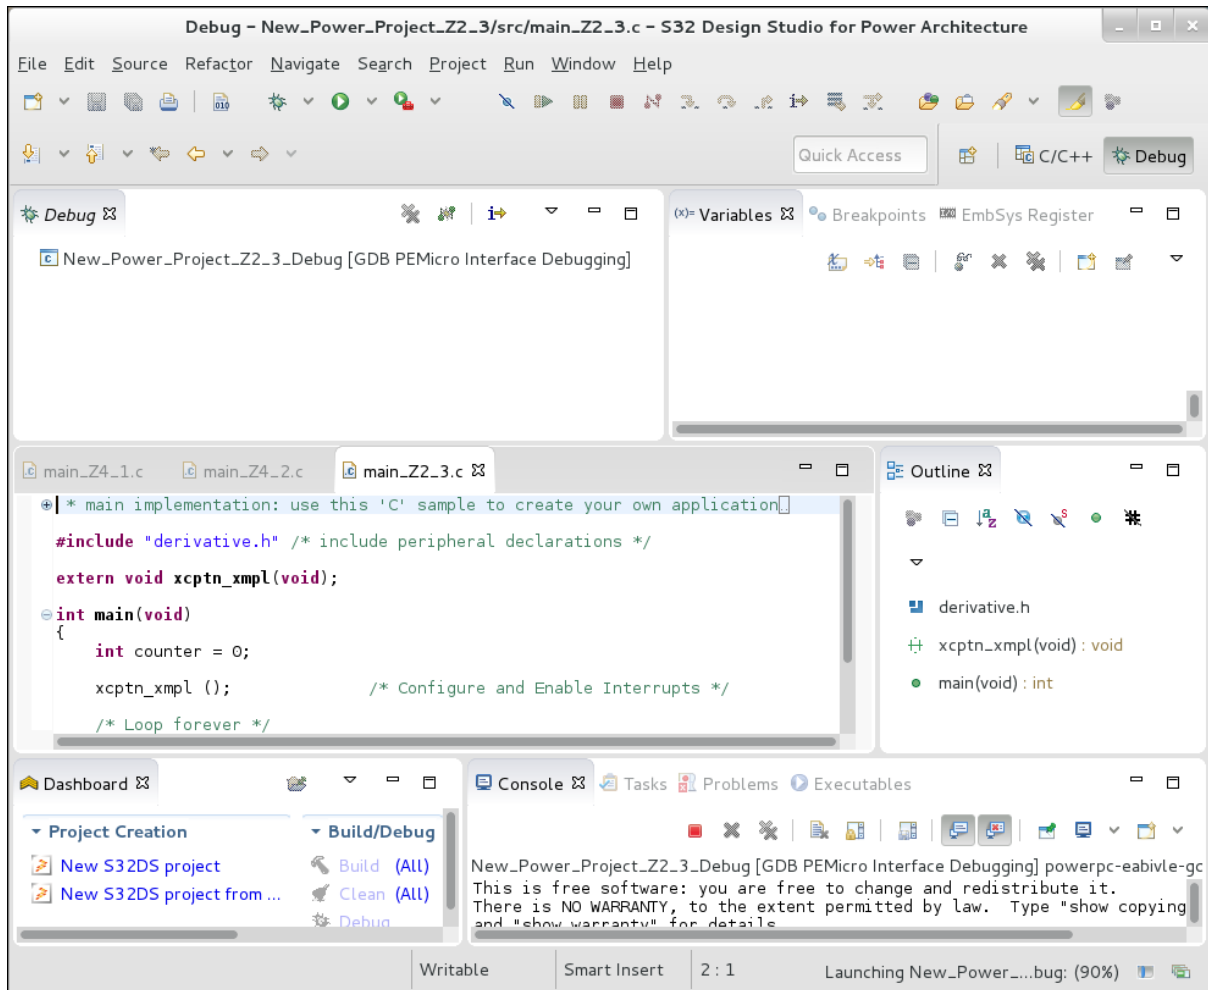 Debug – New_Power_Project_Z2_3/src/main_Z2_3.c – S32 Design Studio for Power Architecture
File Edit Source Refactor Navigate Search Project Run Window Help
Quick Access C/C++ Debug
Debug
New_Power_Project_Z2_3_Debug [GDB PEMicro Interface Debugging]
(x)= Variables Breakpoints EmbSys Register
main_Z4_1.c main_Z4_2.c main_Z2_3.c
* main implementation: use this 'C' sample to create your own application
#include "derivative.h" /* include peripheral declarations */
extern void xcptn_xmpl(void);
int main(void)
{
int counter = 0;
xcptn_xmpl (); /* Configure and Enable Interrupts */
/* Loop forever */
Outline
derivative.h
xcptn_xmpl(void) : void
main(void) : int
Dashboard
Project Creation
New S32DS project
New S32DS project from ...
Build/Debug
Build (All)
Clean (All)
Debug
Console Tasks Problems Executables
New_Power_Project_Z2_3_Debug [GDB PEMicro Interface Debugging] powerpc-eabivle-gc
This is free software: you are free to change and redistribute it.
There is NO WARRANTY, to the extent permitted by law. Type "show copying
and "show warranty" for details
Writable Smart Insert 2 : 1 Launching New_Power_...bug: (90%)